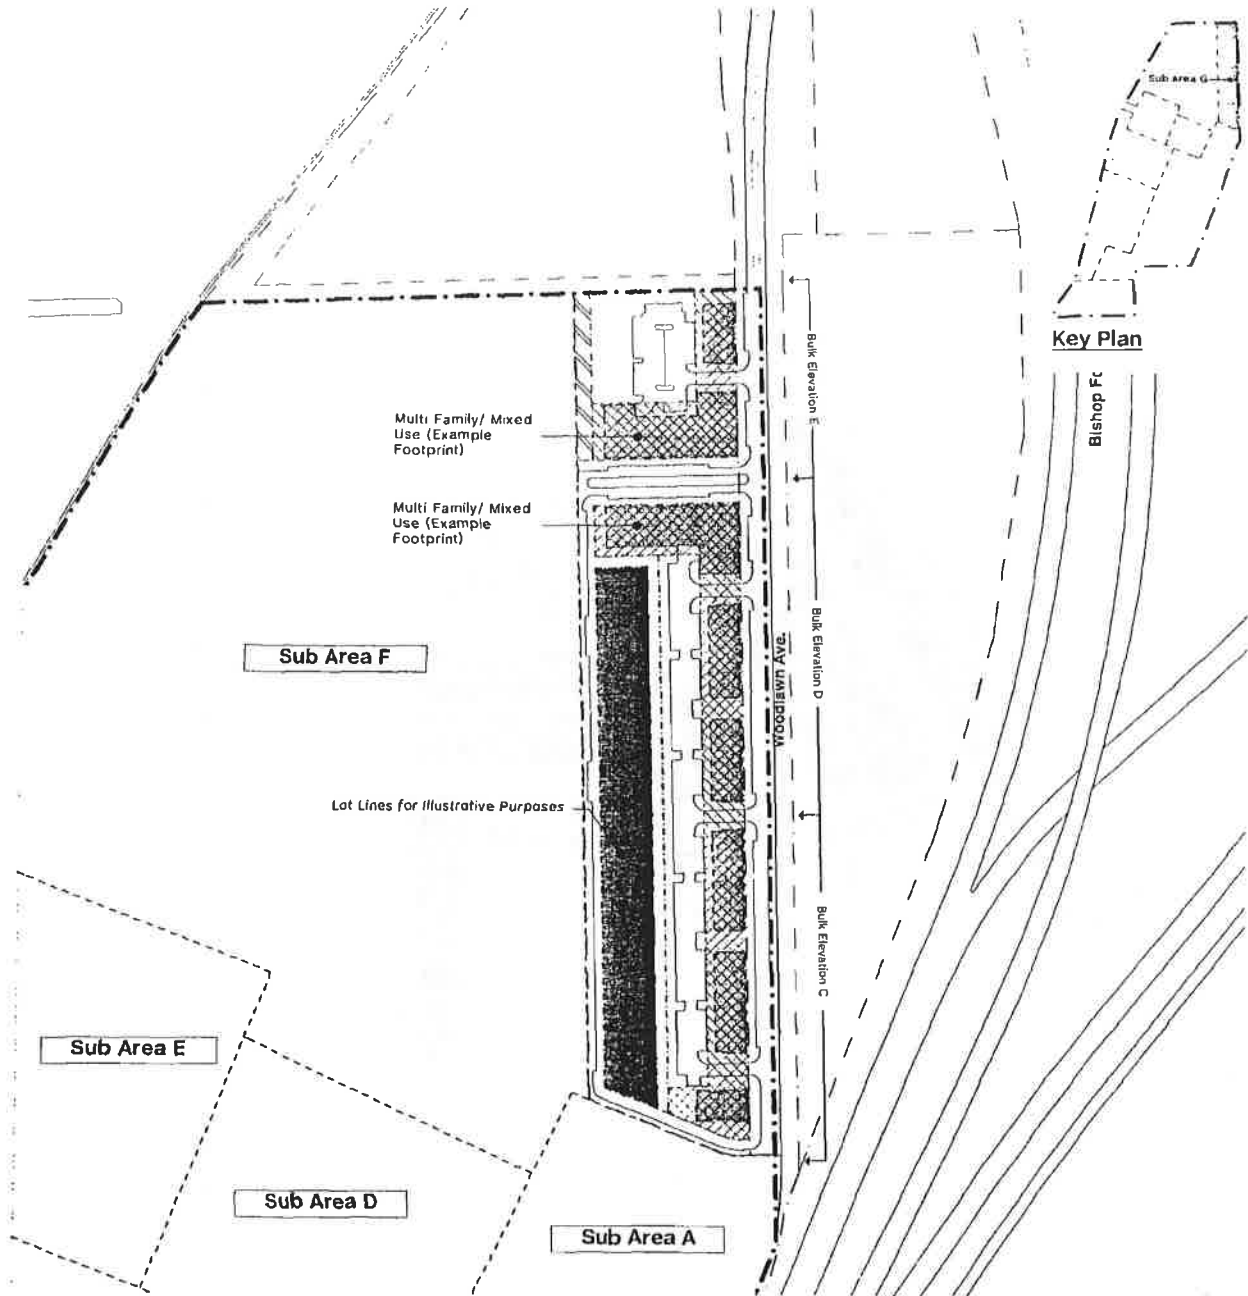 Sub Area G
Key Plan
Bulk Elevation E
Bishop Fo
Multi Family/ Mixed
Use (Example
Footprint)
Multi Family/ Mixed
Use (Example
Footprint)
Sub Area F
Woodlawn Ave.
Bulk Elevation D
Lot Lines for Illustrative Purposes
Bulk Elevation C
Sub Area E
Sub Area D
Sub Area A